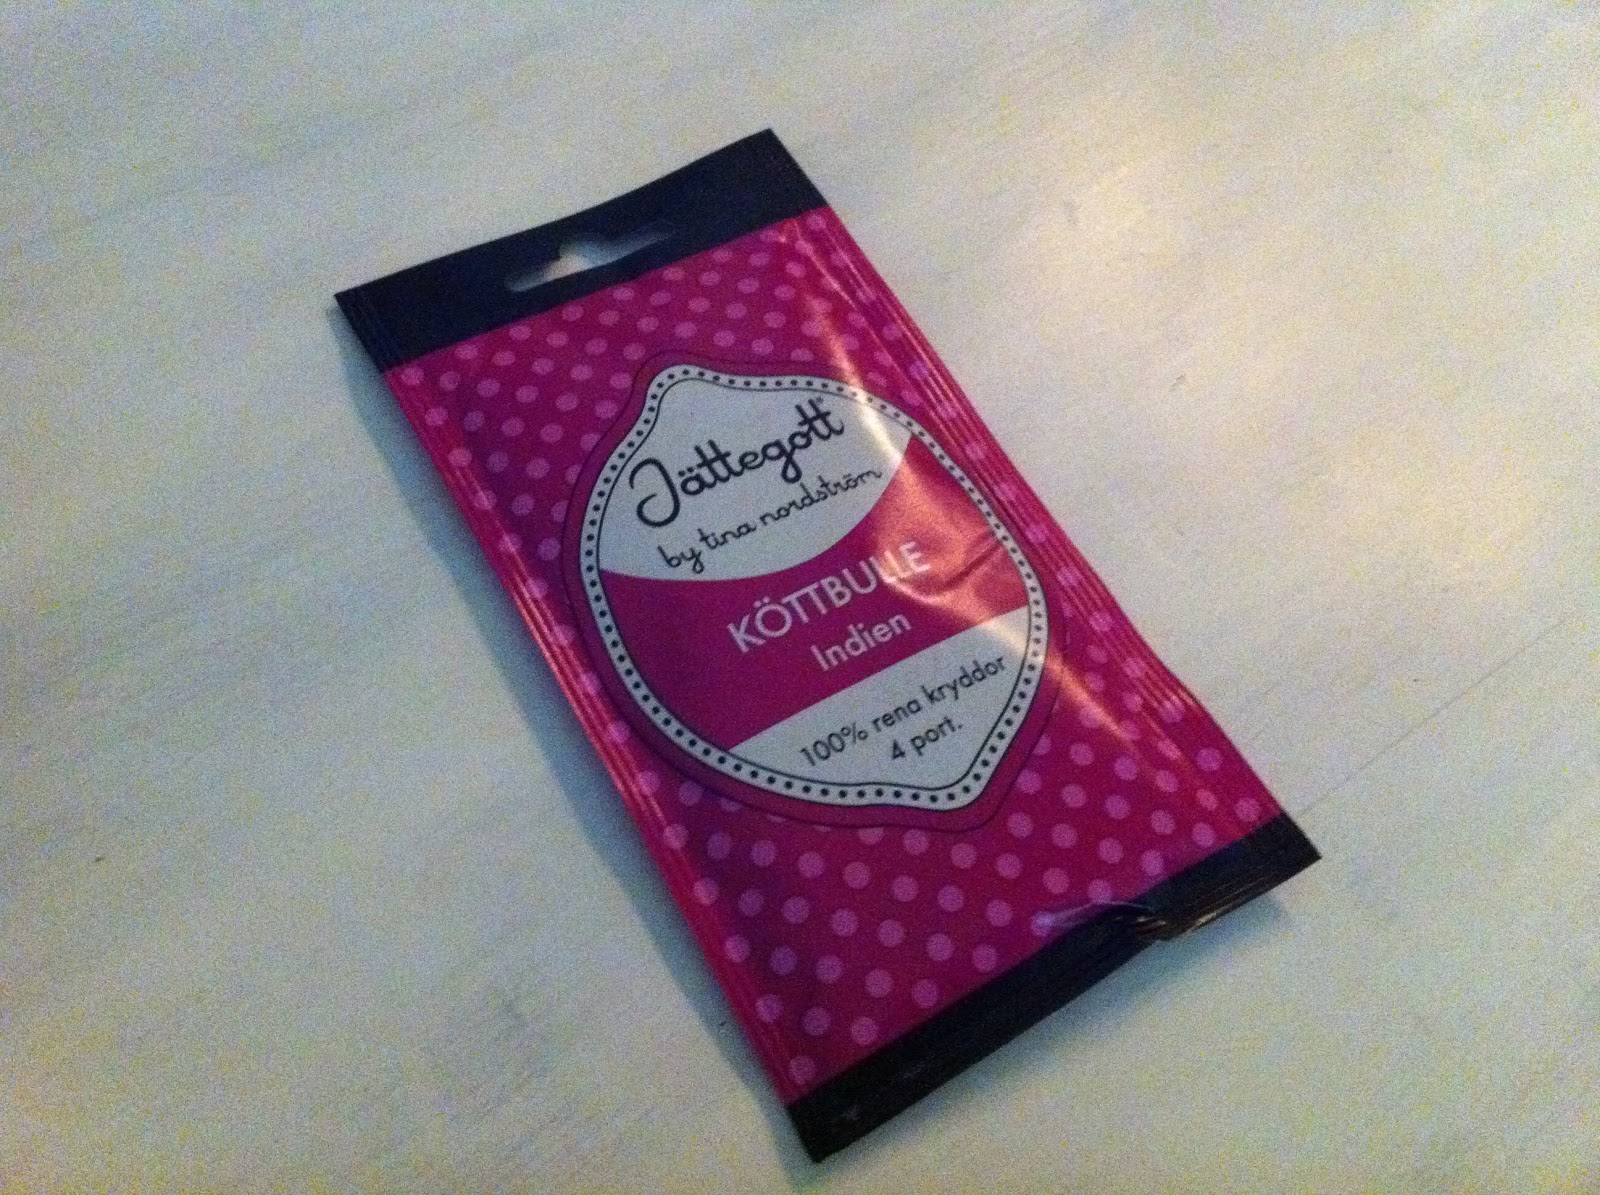 Jättegott
by tina nordström
KÖTTBULLE
Indien
100% rena kryddor
4 port.